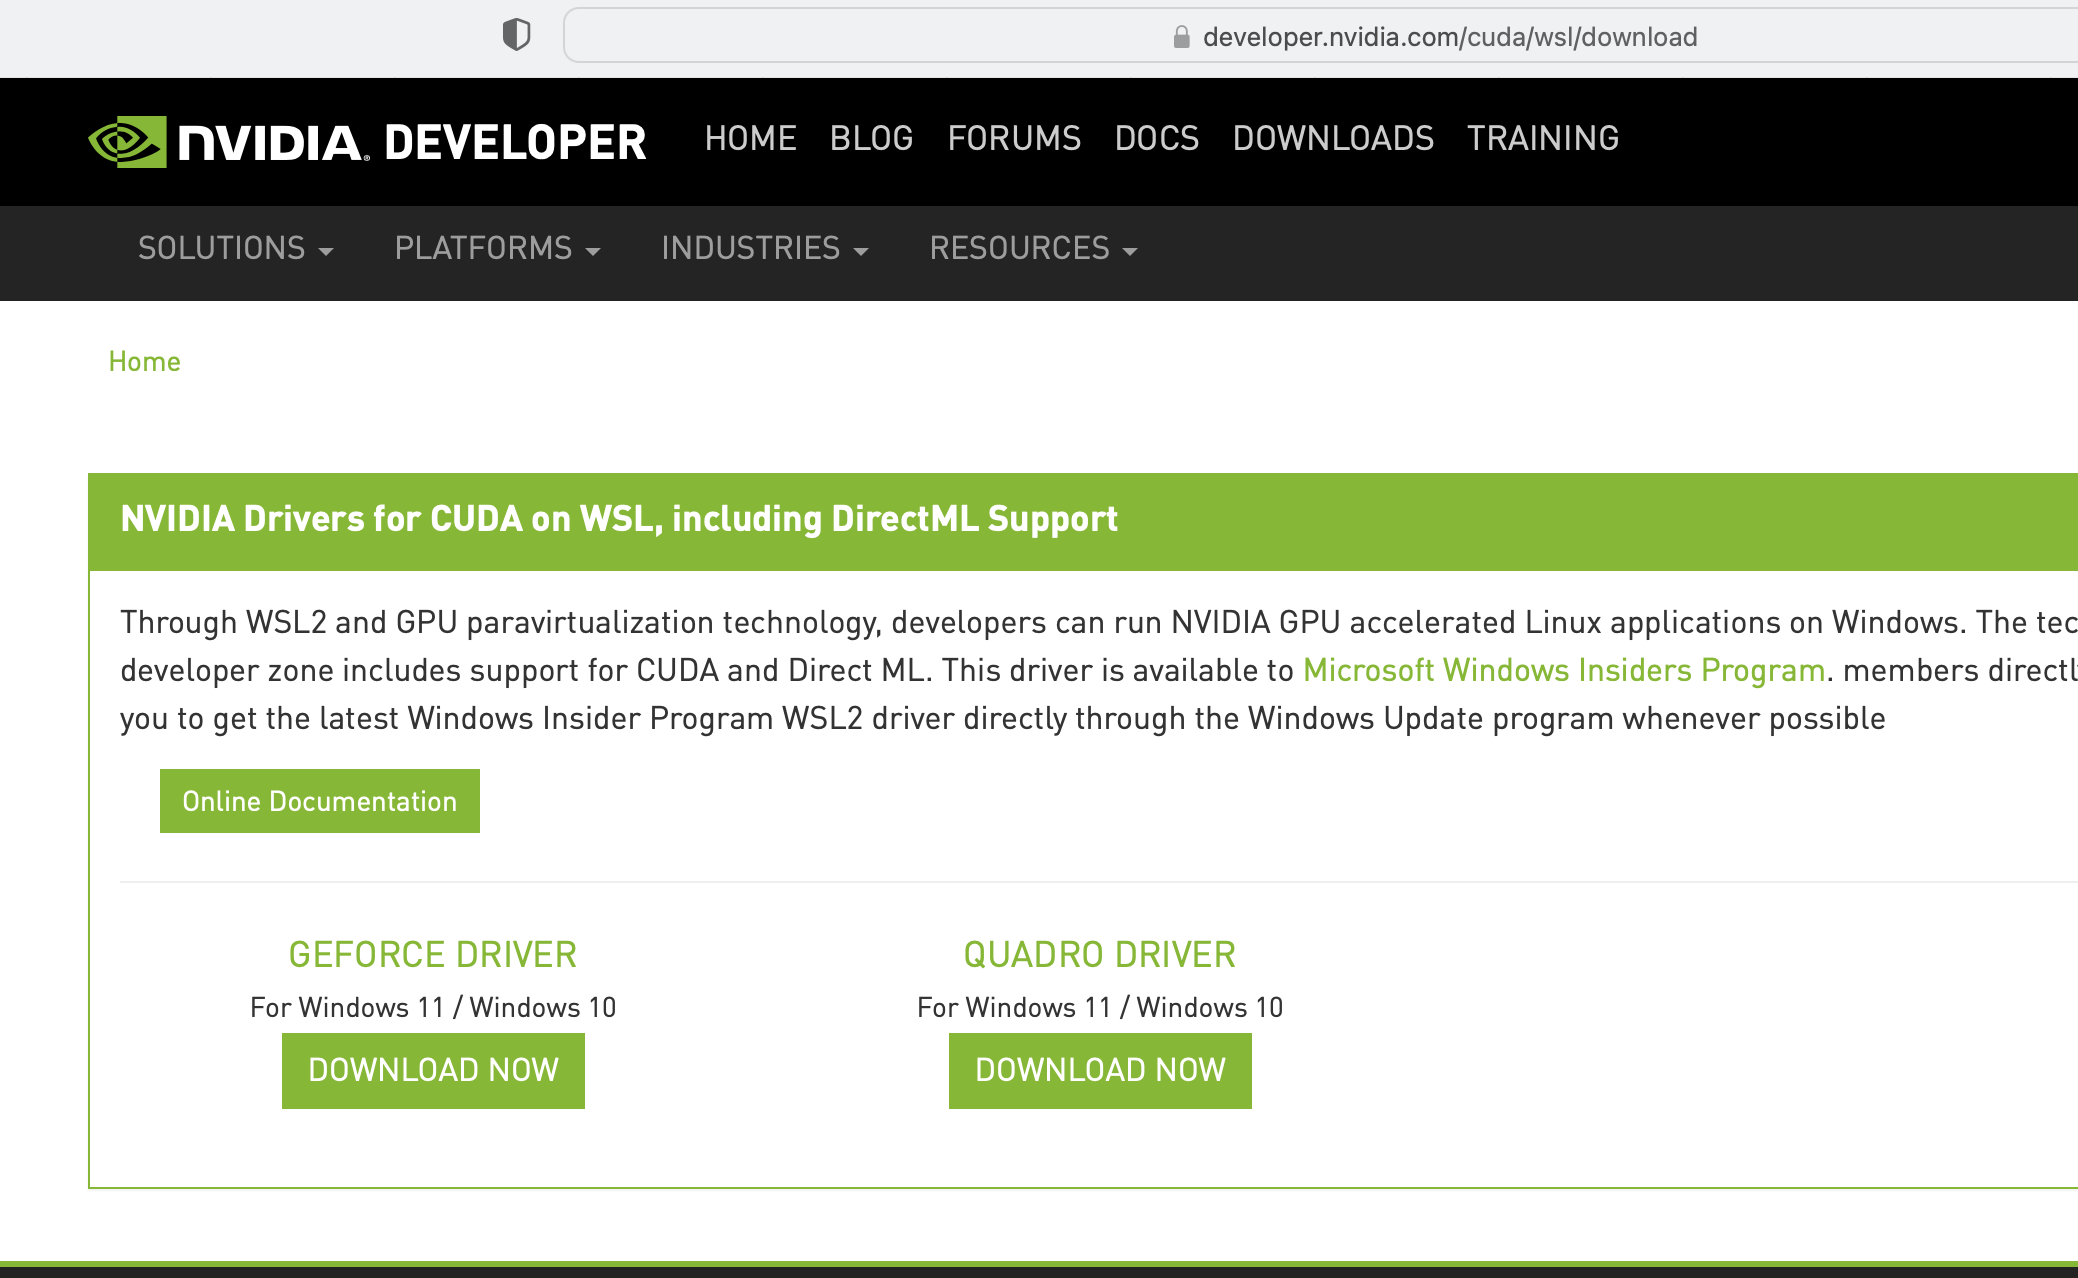 developer.nvidia.com/cuda/wsl/download
NVIDIA. DEVELOPER HOME BLOG FORUMS DOCS DOWNLOADS TRAINING
SOLUTIONS PLATFORMS INDUSTRIES RESOURCES
Home
NVIDIA Drivers for CUDA on WSL, including DirectML Support
Through WSL2 and GPU paravirtualization technology, developers can run NVIDIA GPU accelerated Linux applications on Windows. The tec
developer zone includes support for CUDA and Direct ML. This driver is available to Microsoft Windows Insiders Program. members directl
you to get the latest Windows Insider Program WSL2 driver directly through the Windows Update program whenever possible
Online Documentation
GEFORCE DRIVER
For Windows 11 / Windows 10
DOWNLOAD NOW
QUADRO DRIVER
For Windows 11 / Windows 10
DOWNLOAD NOW